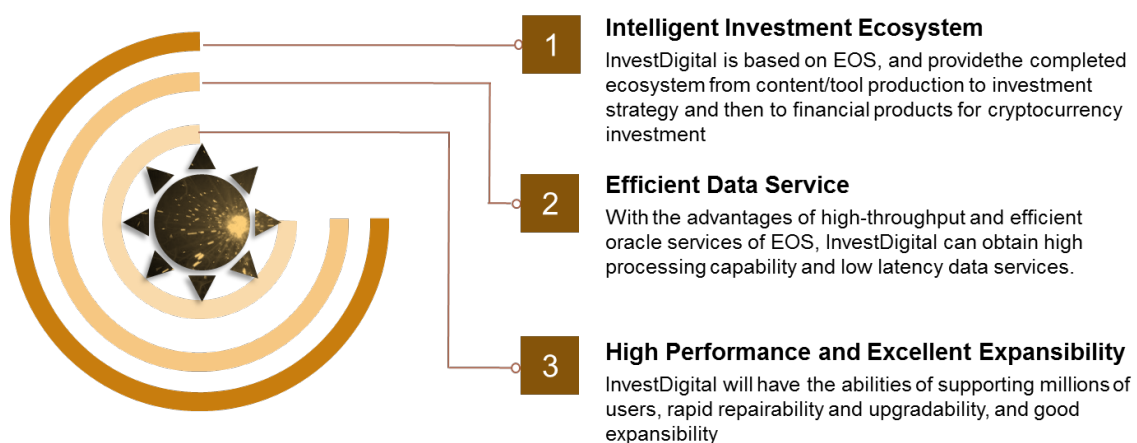 1
Intelligent Investment Ecosystem
InvestDigital is based on EOS, and providethe completed
ecosystem from content/tool production to investment
strategy and then to financial products for cryptocurrency
investment
2
Efficient Data Service
With the advantages of high-throughput and efficient
oracle services of EOS, InvestDigital can obtain high
processing capability and low latency data services.
3
High Performance and Excellent Expansibility
InvestDigital will have the abilities of supporting millions of
users, rapid repairability and upgradability, and good
expansibility